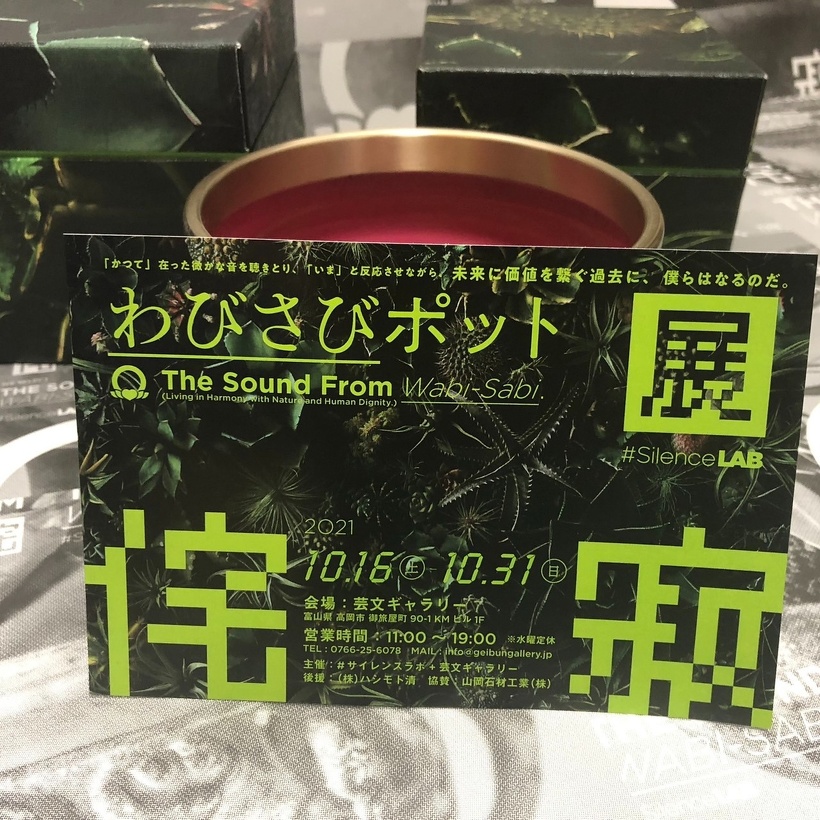 「かつて」在った微かな音を聴きとり、「いま」と反応させながら、未来に価値を繋ぐ過去に、僕らはなるのだ。
わびさびポット
展
The Sound From Wabi-Sabi.
(Living in Harmony with Nature and Human Dignity.)
#SilenceLAB
侘
寂
2021
10.16 土 - 10.31 日
会場：芸文ギャラリー
富山県 高岡市 御旅屋町 90-1 KM ビル 1F
営業時間：11:00 〜 19:00 ※水曜定休
TEL : 0766-25-6078 MAIL : info@geibungallery.jp
主催：#サイレンスラボ + 芸文ギャラリー
後援：(株)ハシモト清 協賛：山岡石材工業(株)
WABI-SAB